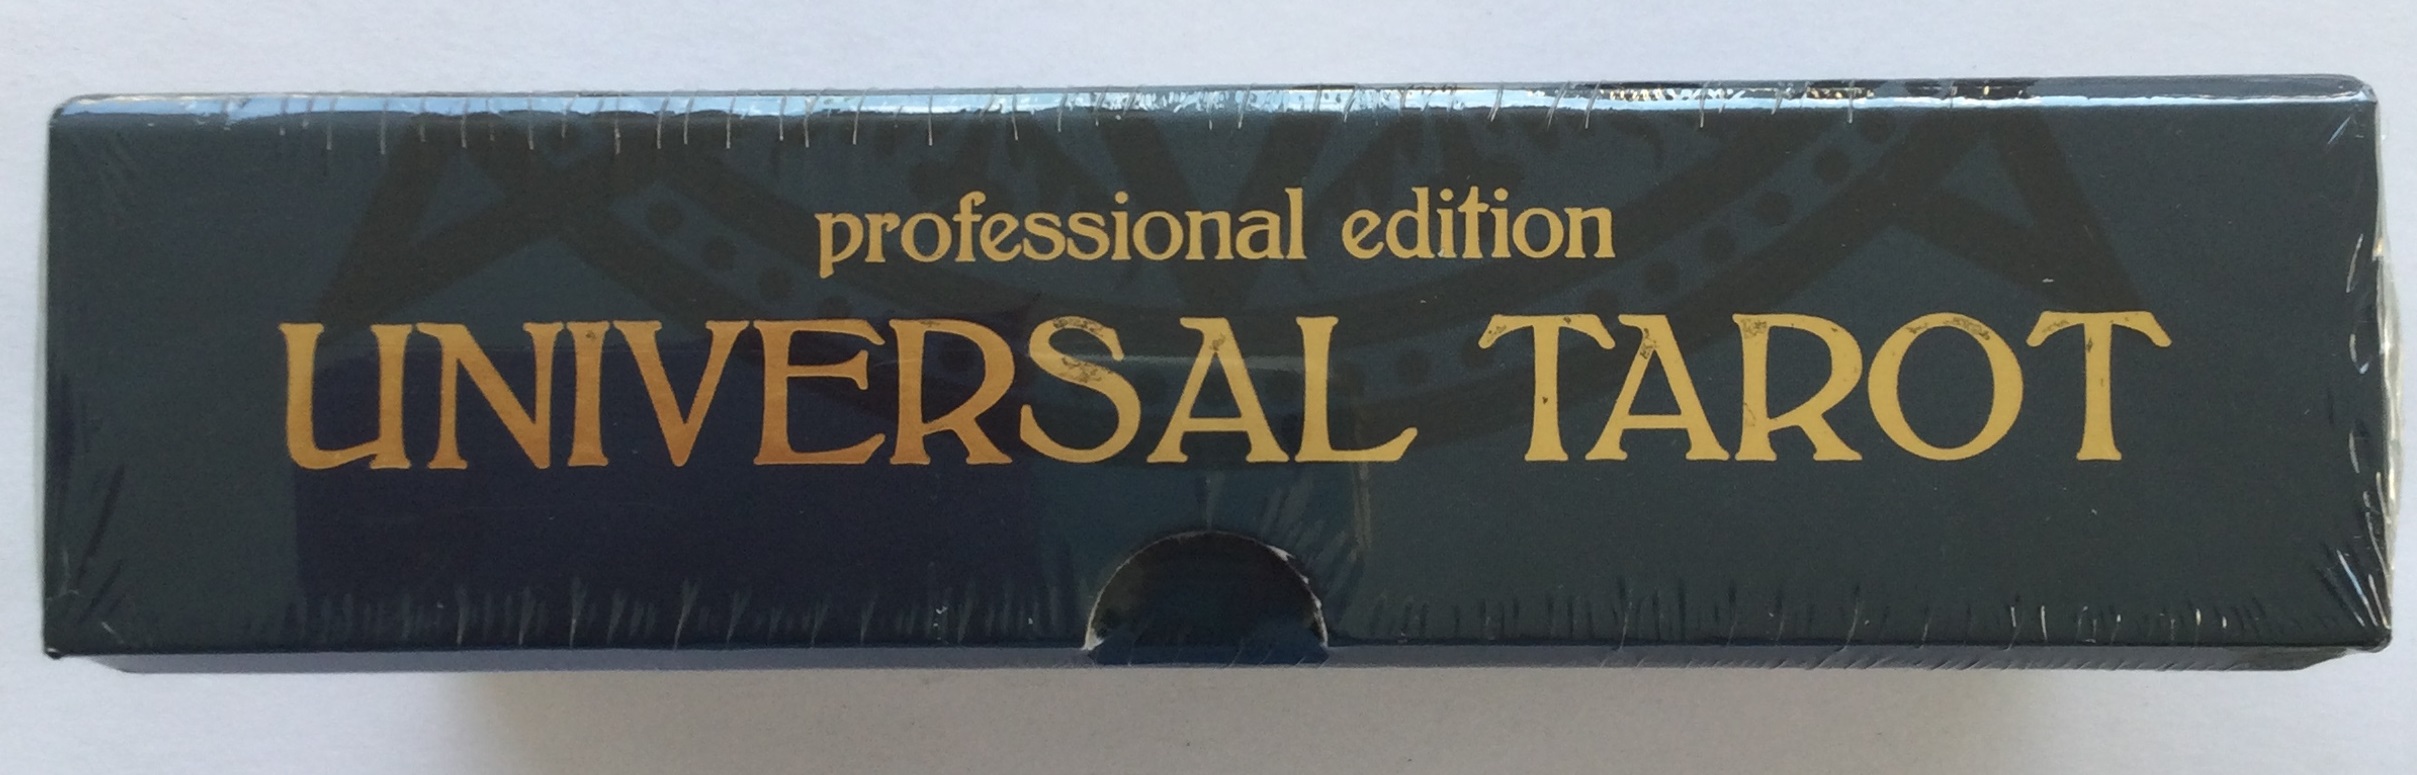 professional edition
UNIVERSAL TAROT